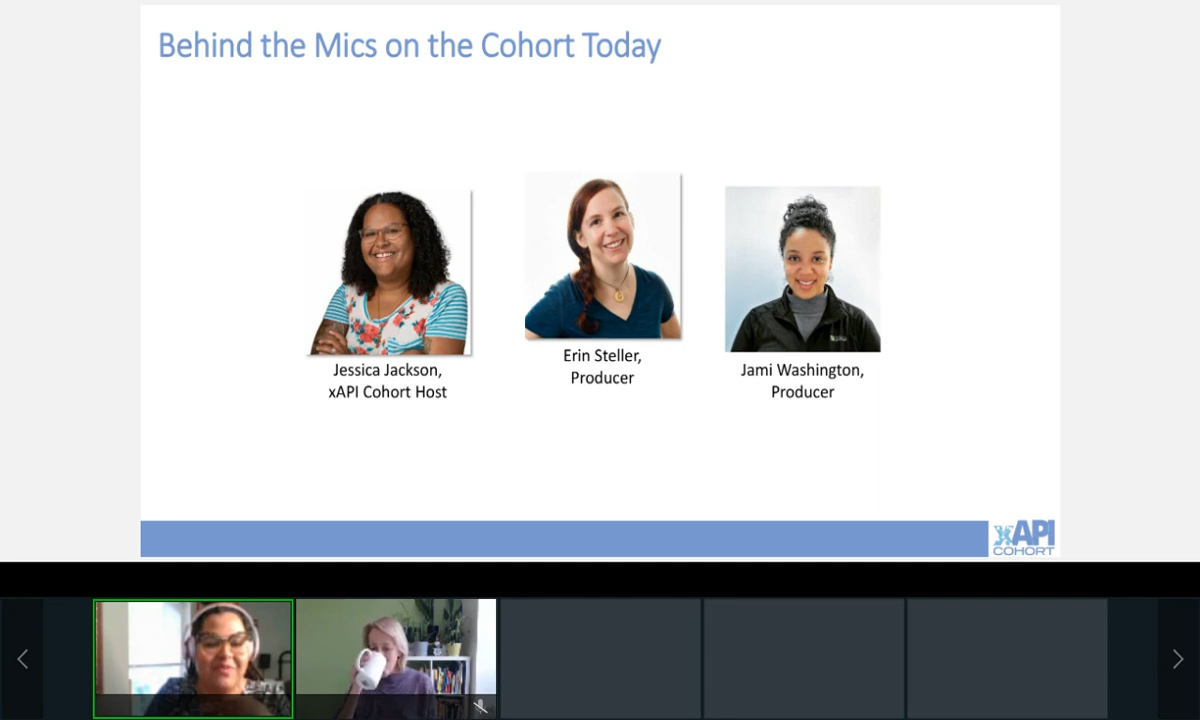 Behind the Mics on the Cohort Today
Jessica Jackson,
xAPI Cohort Host
Erin Steller,
Producer
Jami Washington,
Producer
xAPI
COHORT